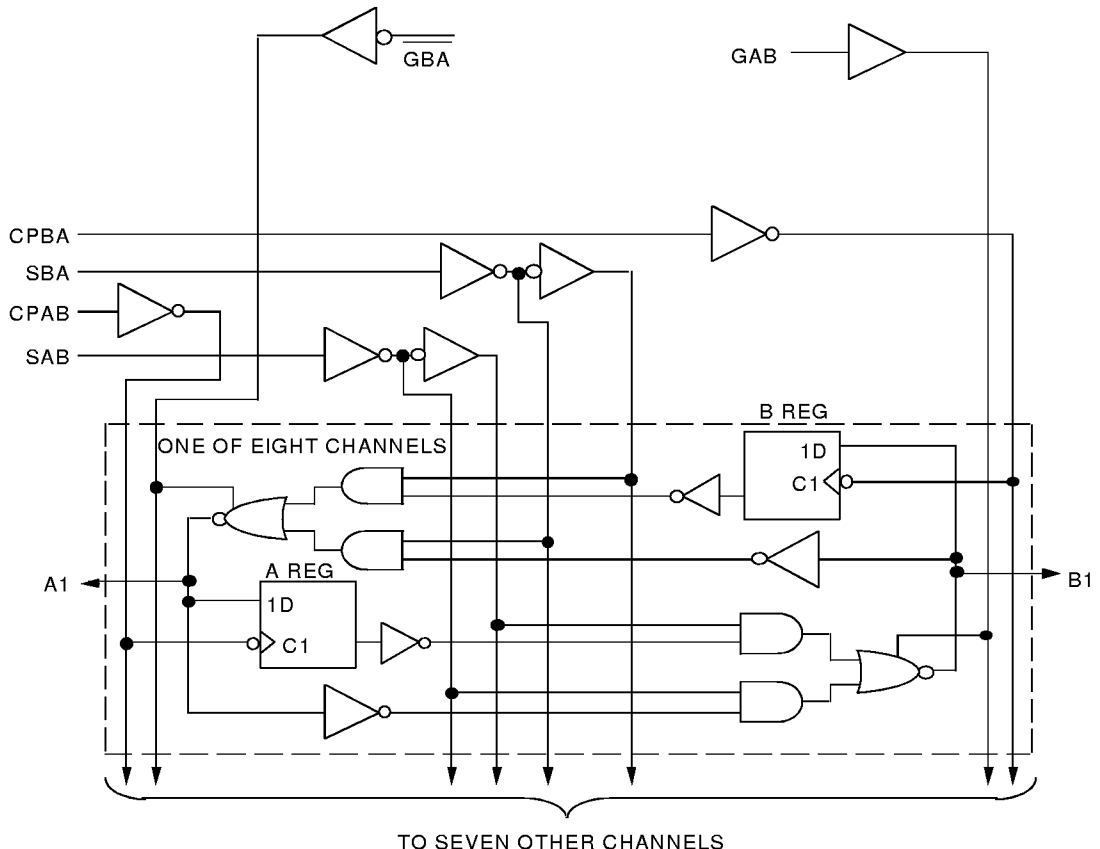 GBA
GAB
CPBA
SBA
CPAB
SAB
B REG
ONE OF EIGHT CHANNELS
1D
C1
A REG
A1
B1
1D
C1
TO SEVEN OTHER CHANNELS